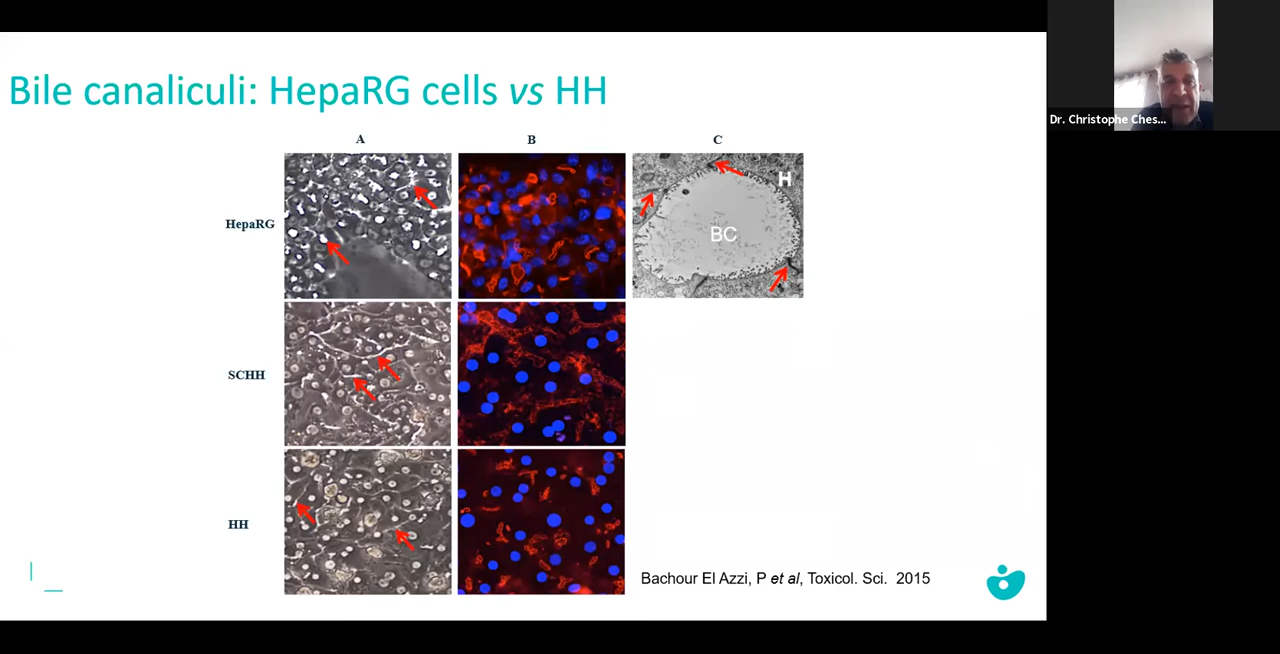 Bile canaliculi: HepaRG cells vs HH
Dr. Christophe Ches...
A B C
HepaRG
H
BC
SCHH
HH
Bachour El Azzi, P et al, Toxicol. Sci. 2015